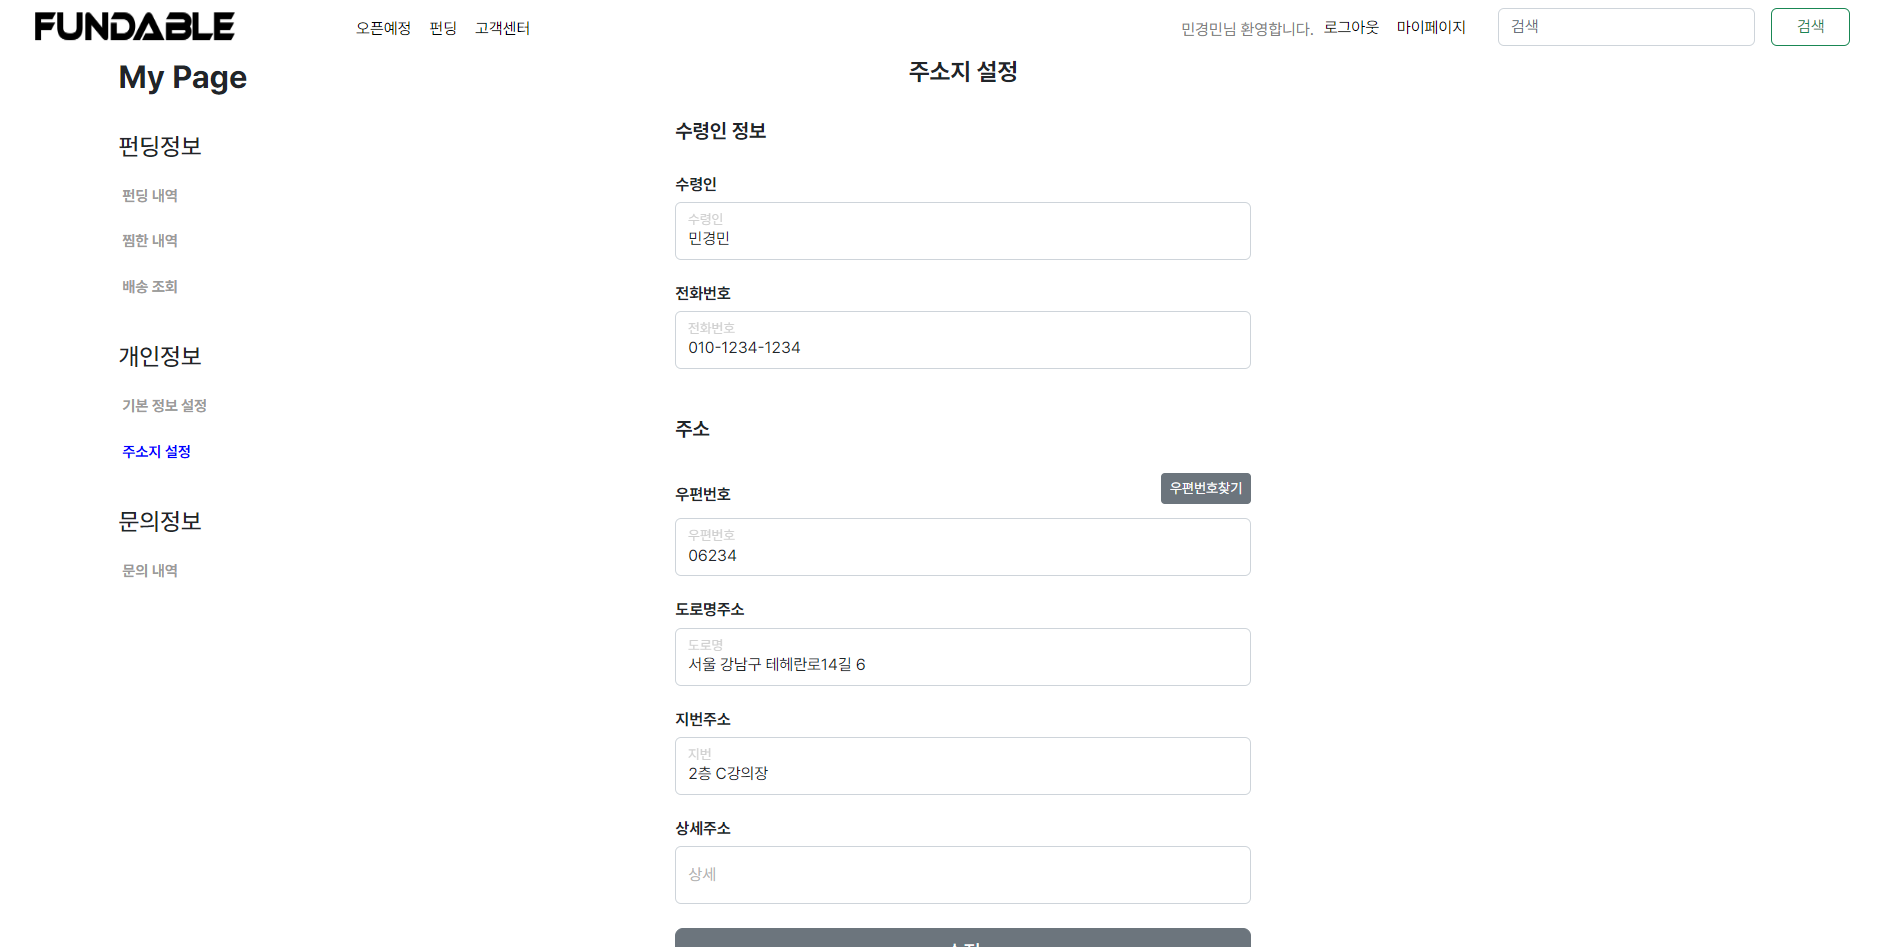 FUNDABLE
오픈예정 펀딩 고객센터
민경민님 환영합니다. 로그아웃 마이페이지 검색 검색
My Page
펀딩정보
펀딩 내역
찜한 내역
배송 조회
개인정보
기본 정보 설정
주소지 설정
문의정보
문의 내역
주소지 설정
수령인 정보
수령인
수령인
민경민
전화번호
전화번호
010-1234-1234
주소
우편번호
우편번호찾기
우편번호
06234
도로명주소
도로명
서울 강남구 테헤란로14길 6
지번주소
지번
2층 C강의장
상세주소
상세